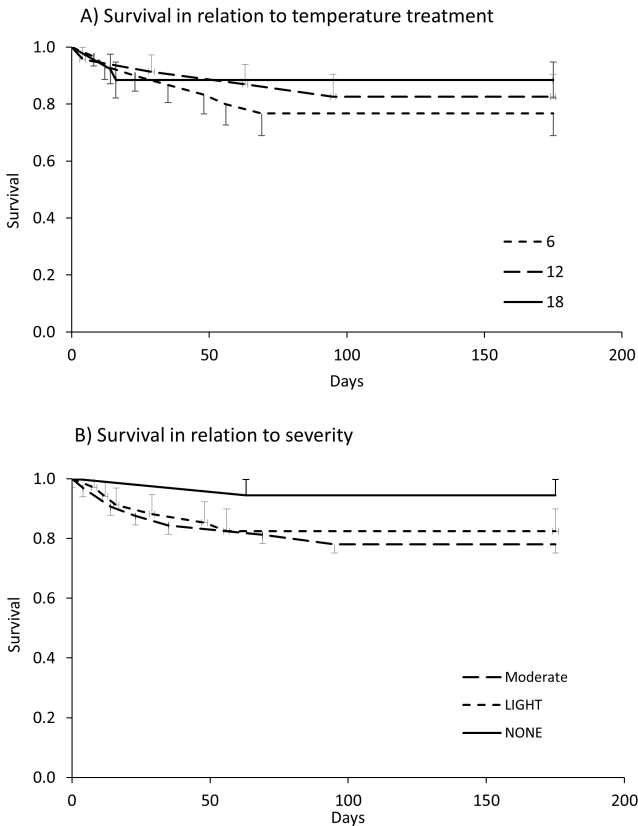 A) Survival in relation to temperature treatment
1.0
0.8
0.6
0.4
0.2
0.0
Survival
6
12
18
0 50 100 150 200
Days
B) Survival in relation to severity
1.0
0.8
0.6
0.4
0.2
0.0
Survival
Moderate
LIGHT
NONE
0 50 100 150 200
Days